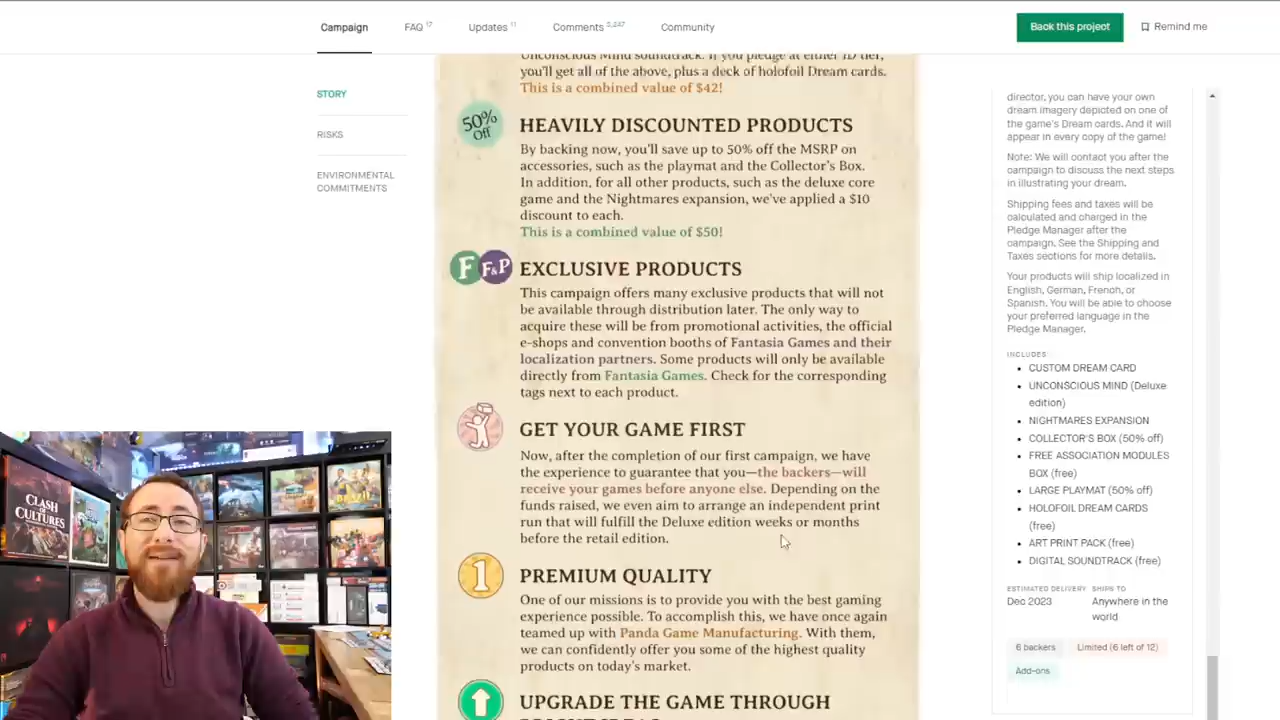 Campaign
FAQ 17
Updates 11
Comments
Community
Back this project
Remind me
STORY
RISKS
ENVIRONMENTAL
COMMITMENTS
Unconscious Mind soundtrack. If you pledge at either ID tier,
you'll get all of the above, plus a deck of holofoil Dream cards.
This is a combined value of $42!
50%
Off
HEAVILY DISCOUNTED PRODUCTS
By backing now, you'll save up to 50% off the MSRP on
accessories, such as the playmat and the Collector's Box.
In addition, for all other products, such as the deluxe core
game and the Nightmares expansion, we've applied a $10
discount to each.
This is a combined value of $50!
F F&P
EXCLUSIVE PRODUCTS
This campaign offers many exclusive products that will not
be available through distribution later. The only way to
acquire these will be from promotional activities, the official
e-shops and convention booths of Fantasia Games and their
localization partners. Some products will only be available
directly from Fantasia Games. Check for the corresponding
tags next to each product.
GET YOUR GAME FIRST
Now, after the completion of our first campaign, we have
the experience to guarantee that you—the backers—will
receive your games before anyone else. Depending on the
funds raised, we even aim to arrange an independent print
run that will fulfill the Deluxe edition weeks or months
before the retail edition.
1
PREMIUM QUALITY
One of our missions is to provide you with the best gaming
experience possible. To accomplish this, we have once again
teamed up with Panda Game Manufacturing. With them,
we can confidently offer you some of the highest quality
products on today's market.
UPGRADE THE GAME THROUGH
director, you can have your own
dream imagery depicted on one of
the game's Dream cards. And it will
appear in every copy of the game!
Note: We will contact you after the
campaign to discuss the next steps
in illustrating your dream.
Shipping fees and taxes will be
calculated and charged in the
Pledge Manager after the
campaign. See the Shipping and
Taxes sections for more details.
Your products will ship localized in
English, German, French, or
Spanish. You will be able to choose
your preferred language in the
Pledge Manager.
INCLUDES:
CUSTOM DREAM CARD
UNCONSCIOUS MIND (Deluxe
edition)
NIGHTMARES EXPANSION
COLLECTOR'S BOX (50% off)
FREE ASSOCIATION MODULES
BOX (free)
LARGE PLAYMAT (50% off)
HOLOFOIL DREAM CARDS
(free)
ART PRINT PACK (free)
DIGITAL SOUNDTRACK (free)
ESTIMATED DELIVERY
Dec 2023
SHIPS TO
Anywhere in the
world
6 backers
Limited (6 left of 12)
Add-ons
CLASH
OF
CULTURES
BRAZIL